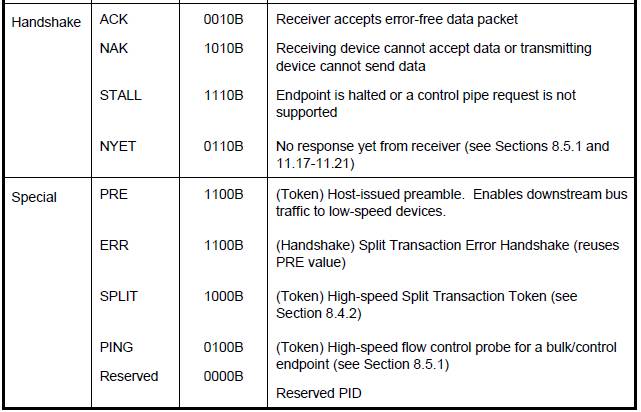 Handshake ACK 0010B Receiver accepts error-free data packet
NAK 1010B Receiving device cannot accept data or transmitting
device cannot send data
STALL 1110B Endpoint is halted or a control pipe request is not
supported
NYET 0110B No response yet from receiver (see Sections 8.5.1 and
11.17-11.21)
Special PRE 1100B (Token) Host-issued preamble. Enables downstream bus
traffic to low-speed devices.
ERR 1100B (Handshake) Split Transaction Error Handshake (reuses
PRE value)
SPLIT 1000B (Token) High-speed Split Transaction Token (see
Section 8.4.2)
PING 0100B (Token) High-speed flow control probe for a bulk/control
endpoint (see Section 8.5.1)
Reserved 0000B
Reserved PID